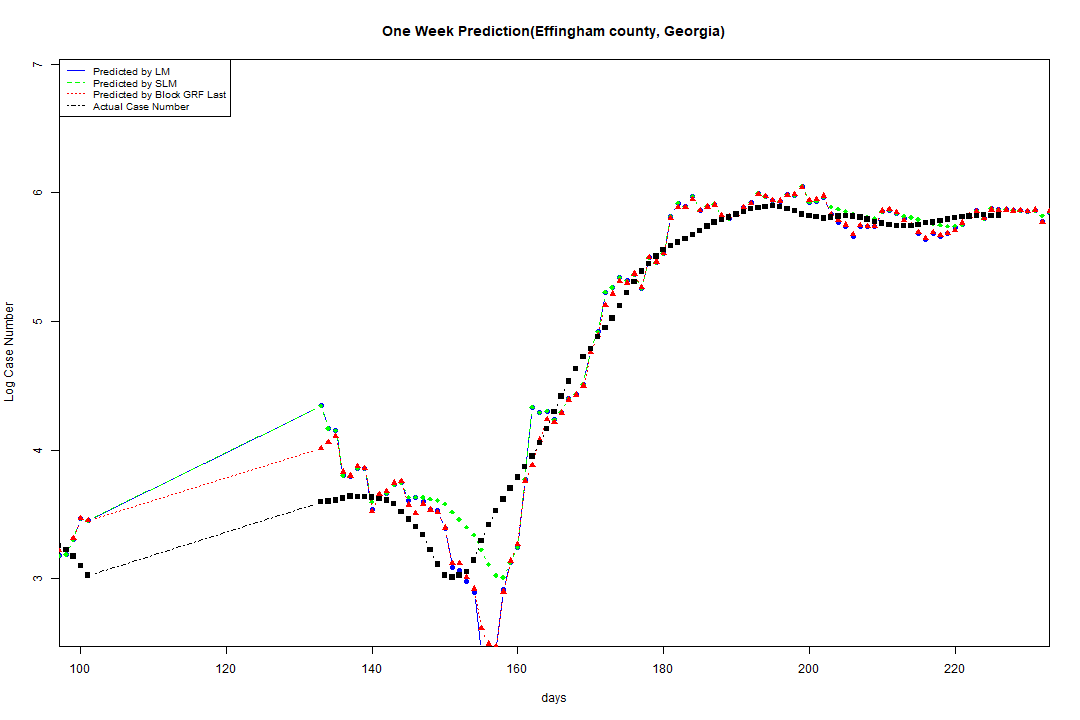 One Week Prediction(Effingham county, Georgia)
Predicted by LM
Predicted by SLM
Predicted by Block GRF Last
Actual Case Number
7
6
5
4
3
Log Case Number
100 120 140 160 180 200 220
days